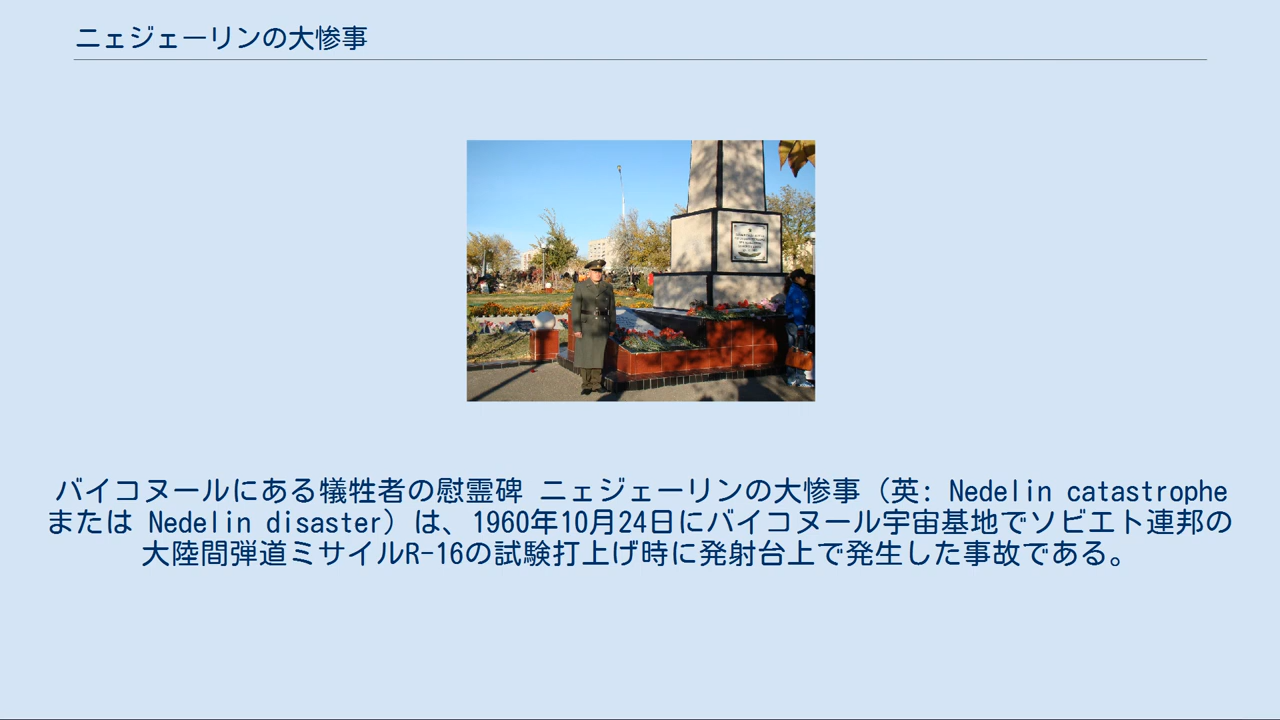 ニェジェーリンの大惨事
バイコヌールにある犠牲者の慰霊碑 ニェジェーリンの大惨事（英: Nedelin catastrophe
または Nedelin disaster）は、1960年10月24日にバイコヌール宇宙基地でソビエト連邦の
大陸間弾道ミサイルR-16の試験打上げ時に発射台上で発生した事故である。